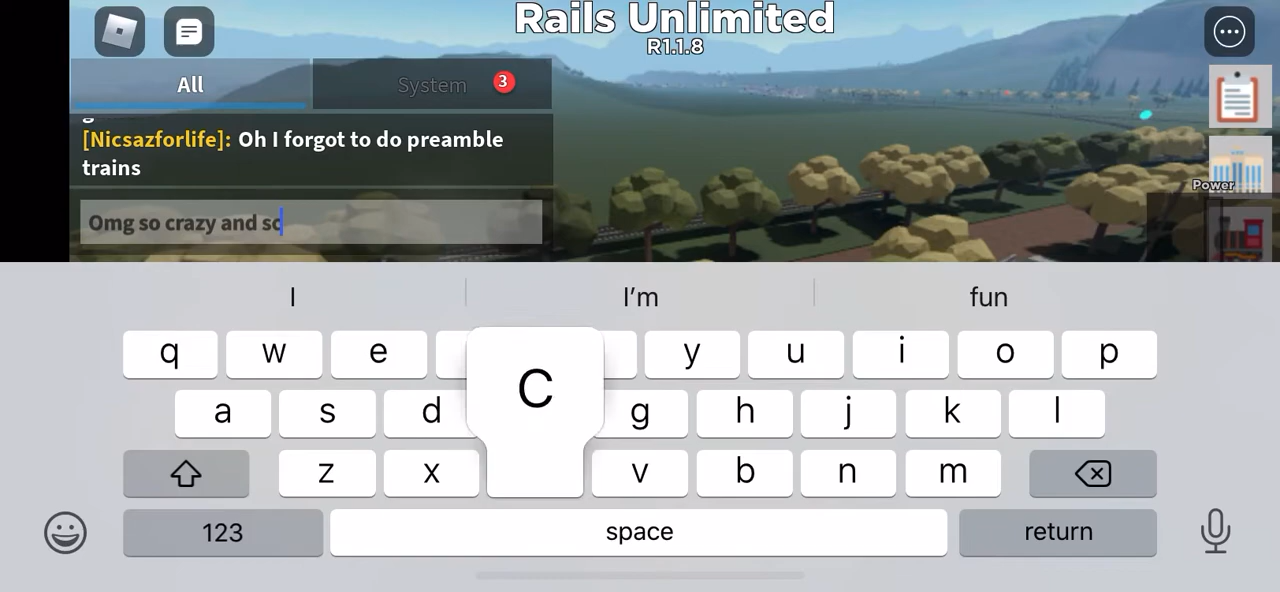 Rails Unlimited
R1.1.8
All
System
3
[Nicsazforlife]: Oh I forgot to do preamble
trains
Omg so crazy and sc
Power
I
I'm
fun
q w e y u i o p
a s d g h j k l
z x C v b n m
123
space
return